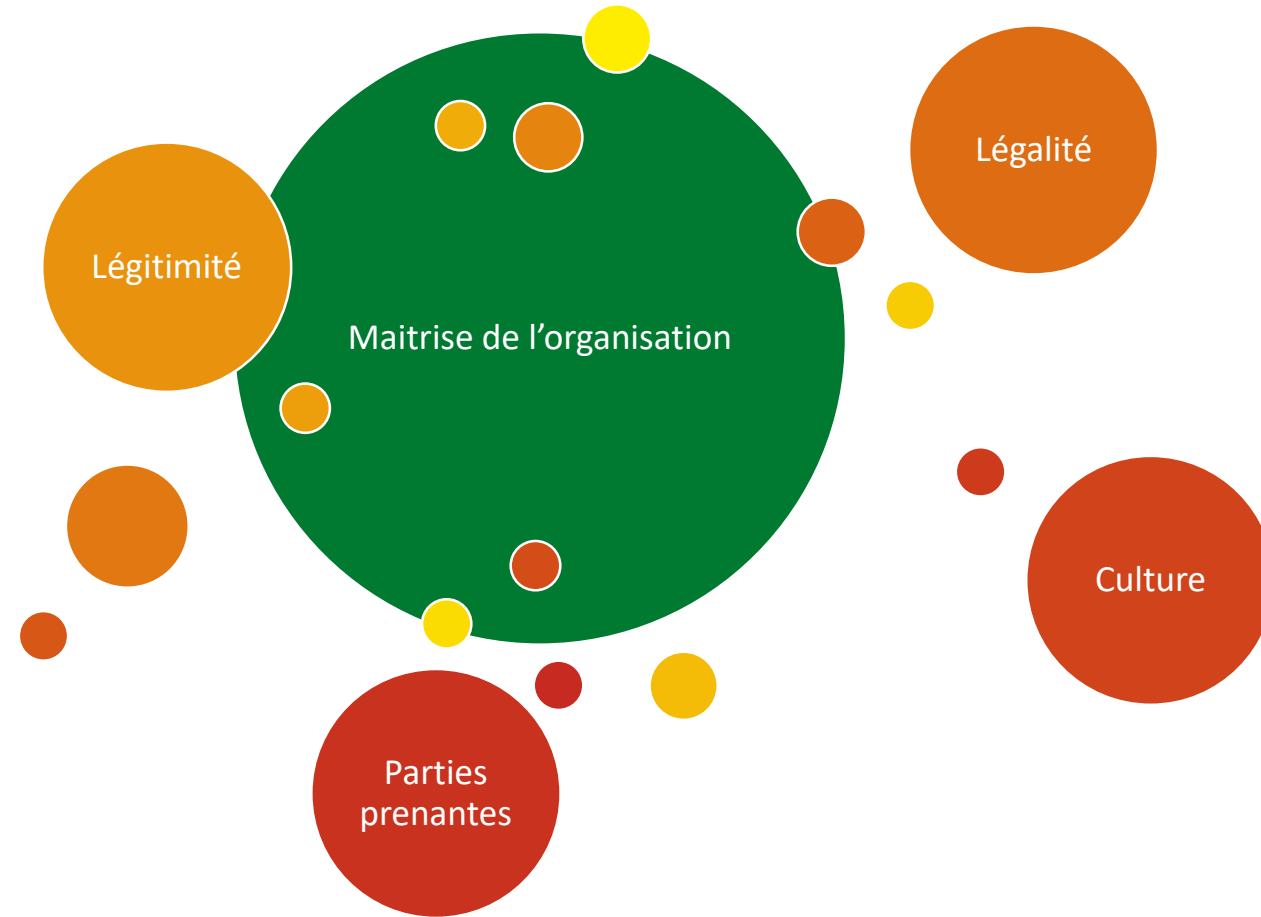 Légalité
Légitimité
Maitrise de l’organisation
Culture
Parties
prenantes